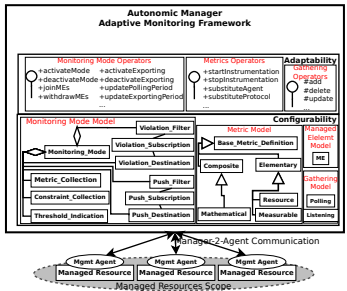 Autonomic Manager
Adaptive Monitoring Framework
Adaptability
Monitoring Mode Operators
+activateMode +activateExporting
+deactivateMode +deactivateExporting
+joinMEs +updatePollingPeriod
+withdrawMEs +updateExportingPeriod
...
Metrics Operators
+startInstrumentation
+stopInstrumentation
+substituteAgent
+substituteProtocol
...
Gathering
Operators
#add
#delete
#update
...
Configurability
Monitoring Mode Model
Monitoring_Mode
Metric_Collection
Constraint_Collection
Threshold_Indication
Violation_Filter
Violation_Subscription
Violation_Destination
Push_Filter
Push_Subscription
Push_Destination
Metric Model
Base_Metric_Definition
Composite
Elementary
Mathematical
Resource
Measurable
Managed
Elelemt
Model
ME
Gathering
Model
Polling
Listening
Manager-2-Agent Communication
Mgmt Agent Mgmt Agent Mgmt Agent
Managed Resource Managed Resource Managed Resource
Managed Resources Scope